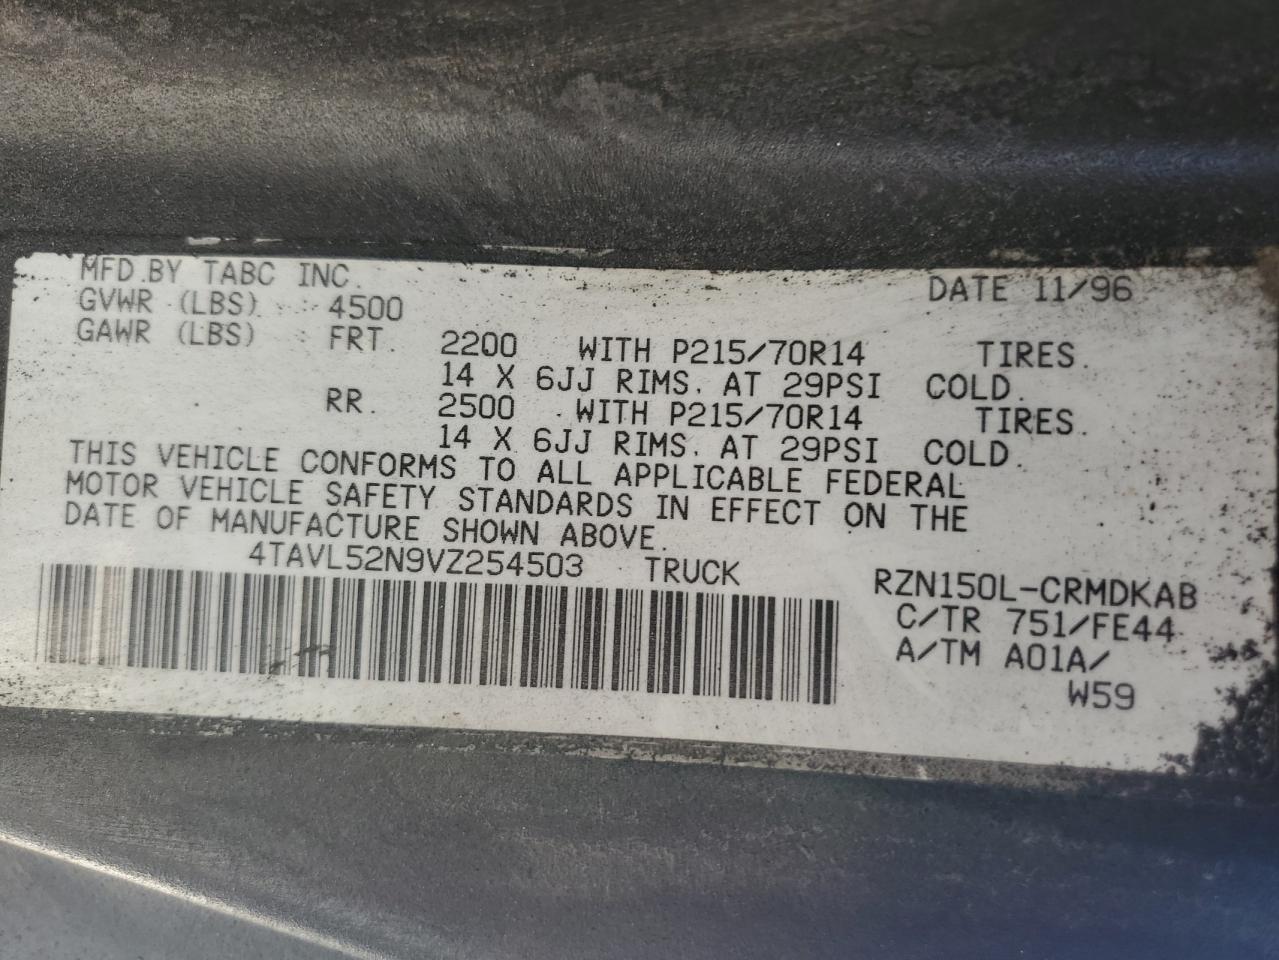 MFD.BY TABC INC.
DATE 11/96
GVWR (LBS) : 4500
GAWR (LBS) : FRT. 2200 WITH P215/70R14 TIRES.
14 X 6JJ RIMS. AT 29PSI COLD.
RR. 2500 WITH P215/70R14 TIRES.
14 X 6JJ RIMS. AT 29PSI COLD.
THIS VEHICLE CONFORMS TO ALL APPLICABLE FEDERAL
MOTOR VEHICLE SAFETY STANDARDS IN EFFECT ON THE
DATE OF MANUFACTURE SHOWN ABOVE.
4TAVL52N9VZ254503 TRUCK
RZN150L-CRMDKAB
C/TR 751/FE44
A/TM A01A/
W59